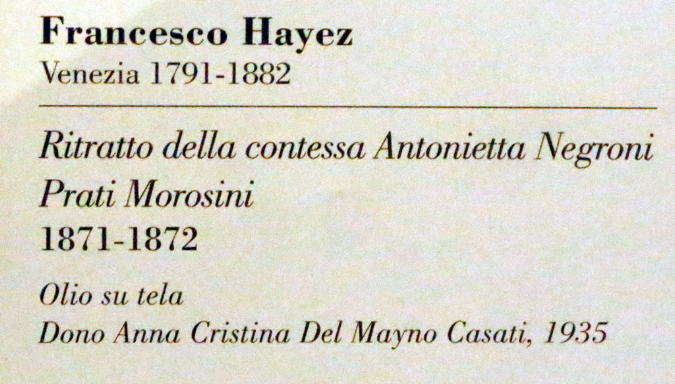 Francesco Hayez
Venezia 1791-1882
Ritratto della contessa Antonietta Negroni
Prati Morosini
1871-1872
Olio su tela
Dono Anna Cristina Del Mayno Casati, 1935